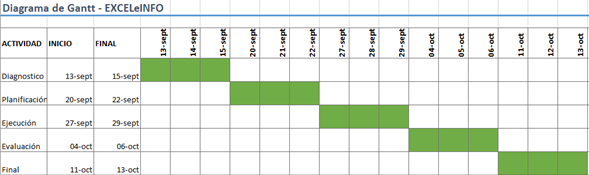 Diagrama de Gantt - EXCELeINFO
ACTIVIDAD INICIO FINAL 13-sept 14-sept 15-sept 20-sept 21-sept 22-sept 27-sept 28-sept 29-sept 04-oct 05-oct 06-oct 11-oct 12-oct 13-oct
Diagnostico 13-sept 15-sept
Planificación 20-sept 22-sept
Ejecución 27-sept 29-sept
Evaluación 04-oct 06-oct
Final 11-oct 13-oct